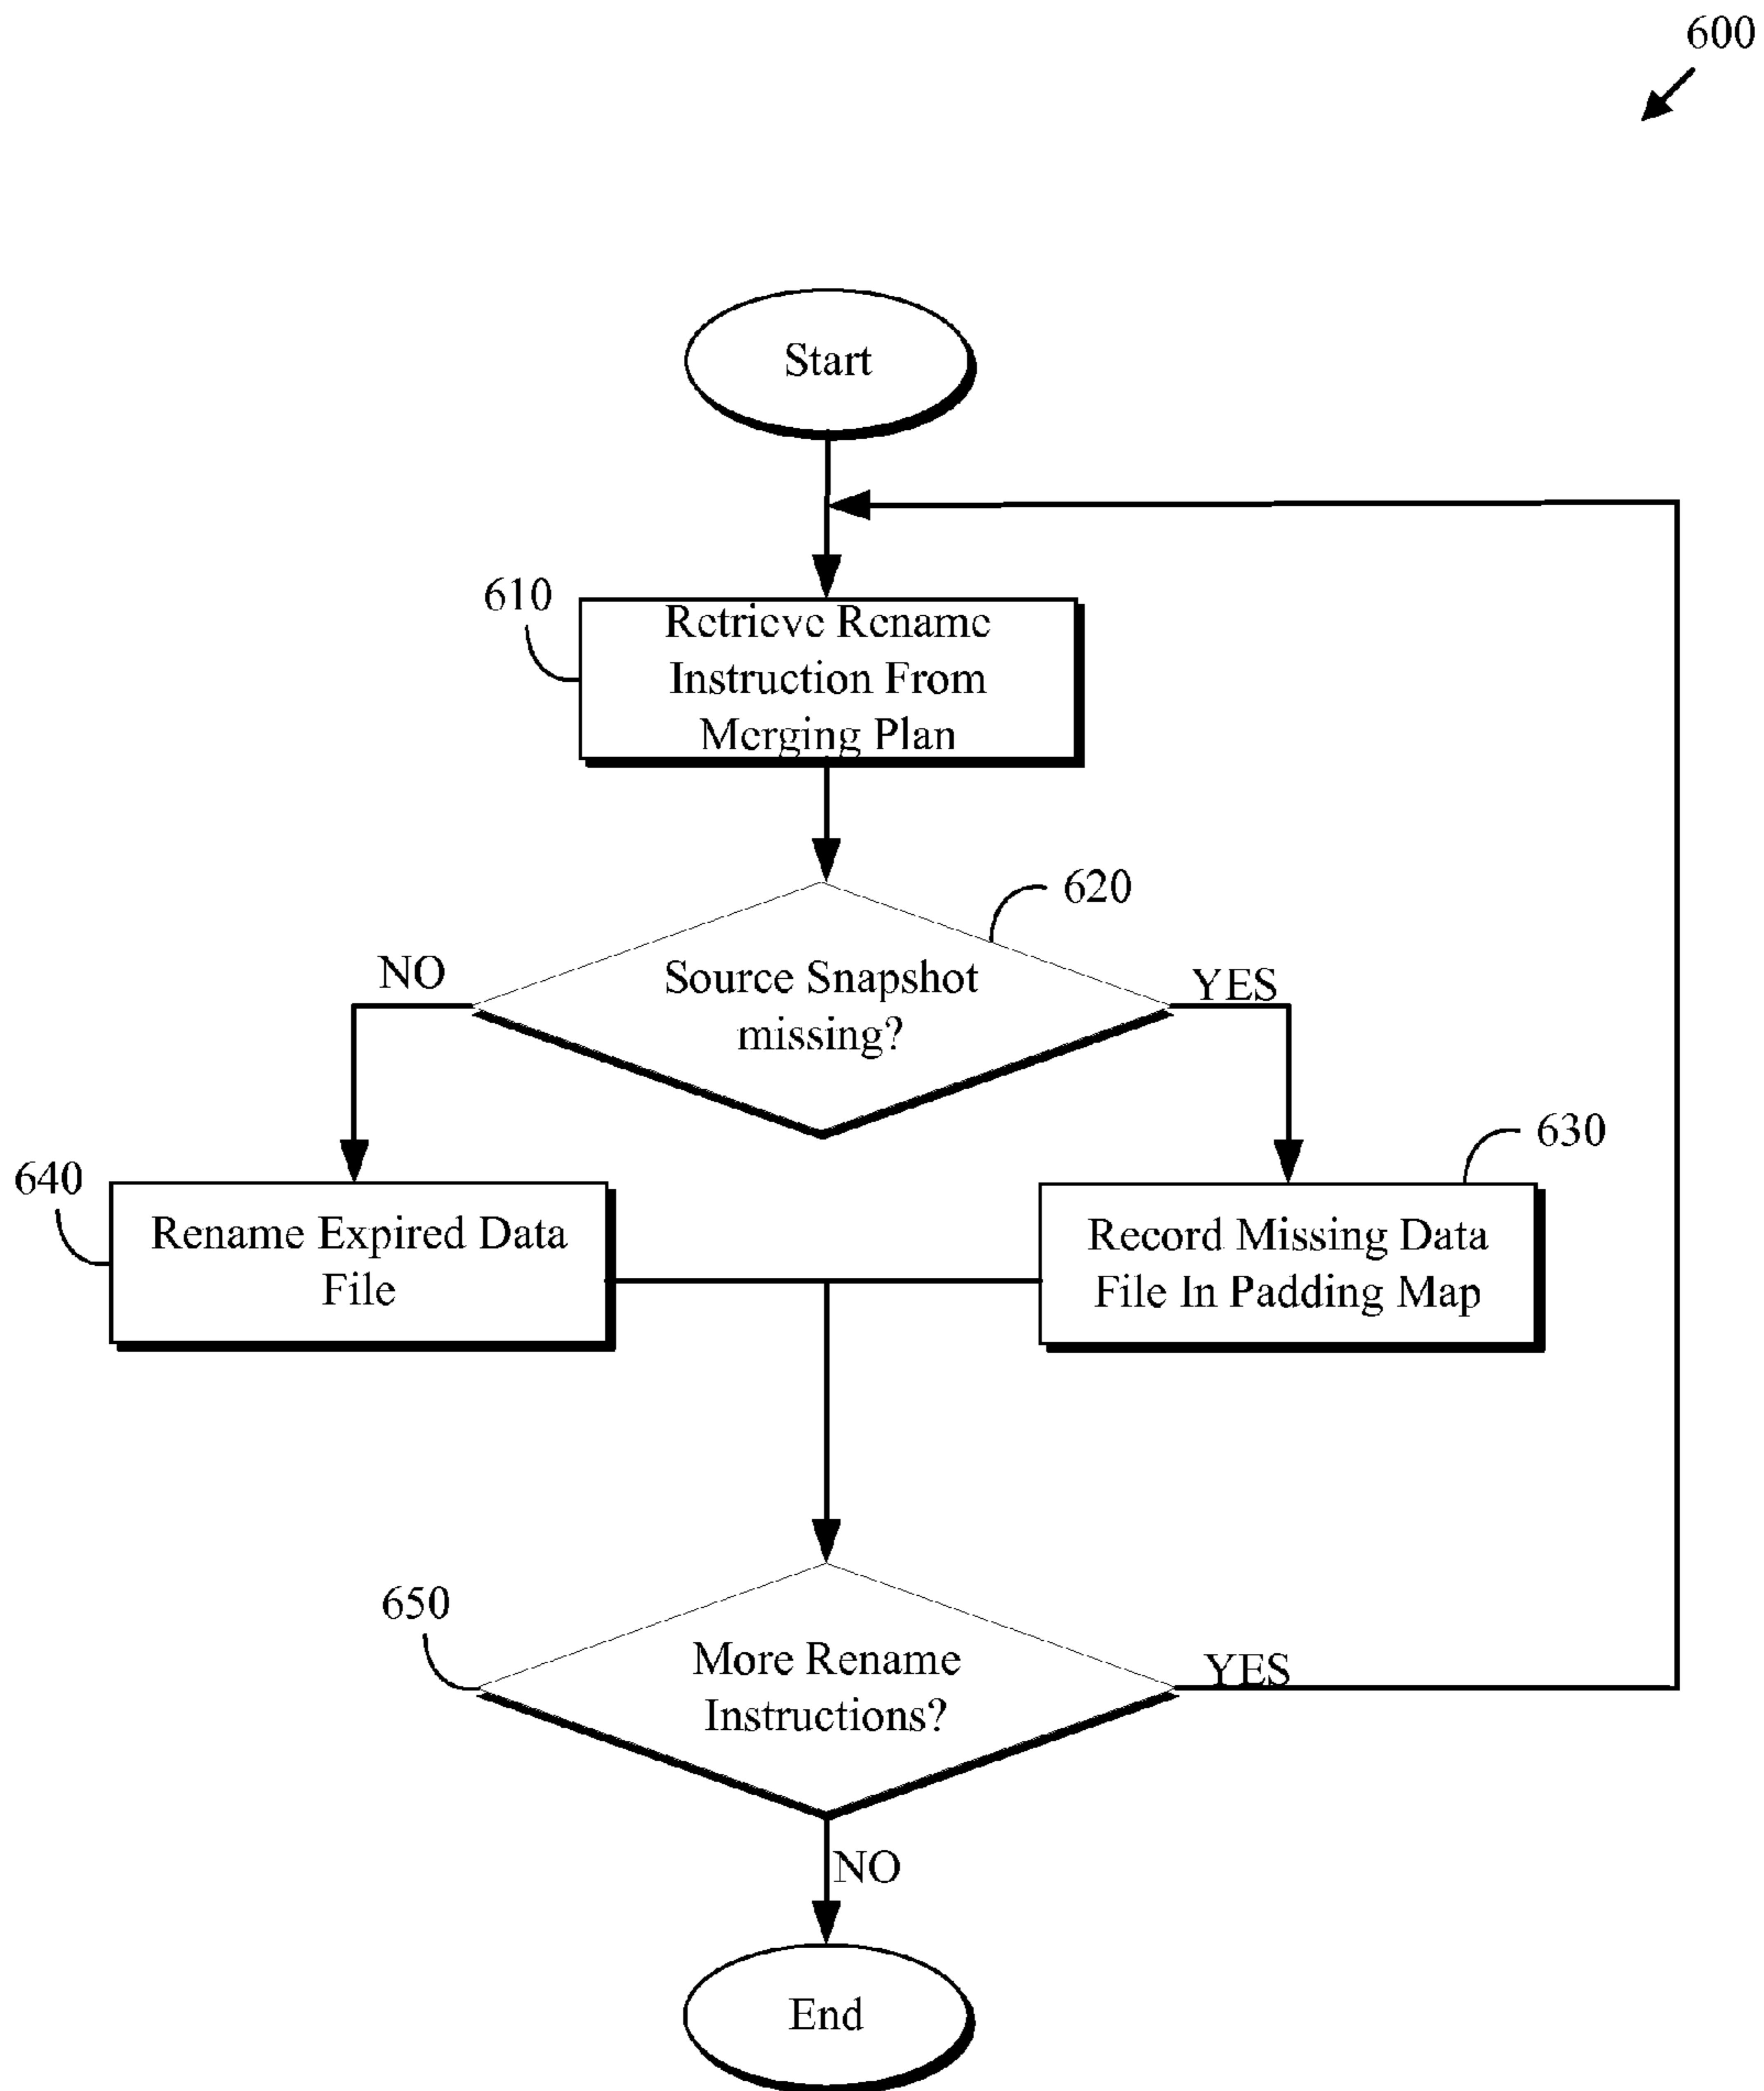 600
Start
610
Retrieve Rename
Instruction From
Merging Plan
620
NO
Source Snapshot
missing?
YES
630
640
Rename Expired Data
File
Record Missing Data
File In Padding Map
650
More Rename
Instructions?
YES
NO
End